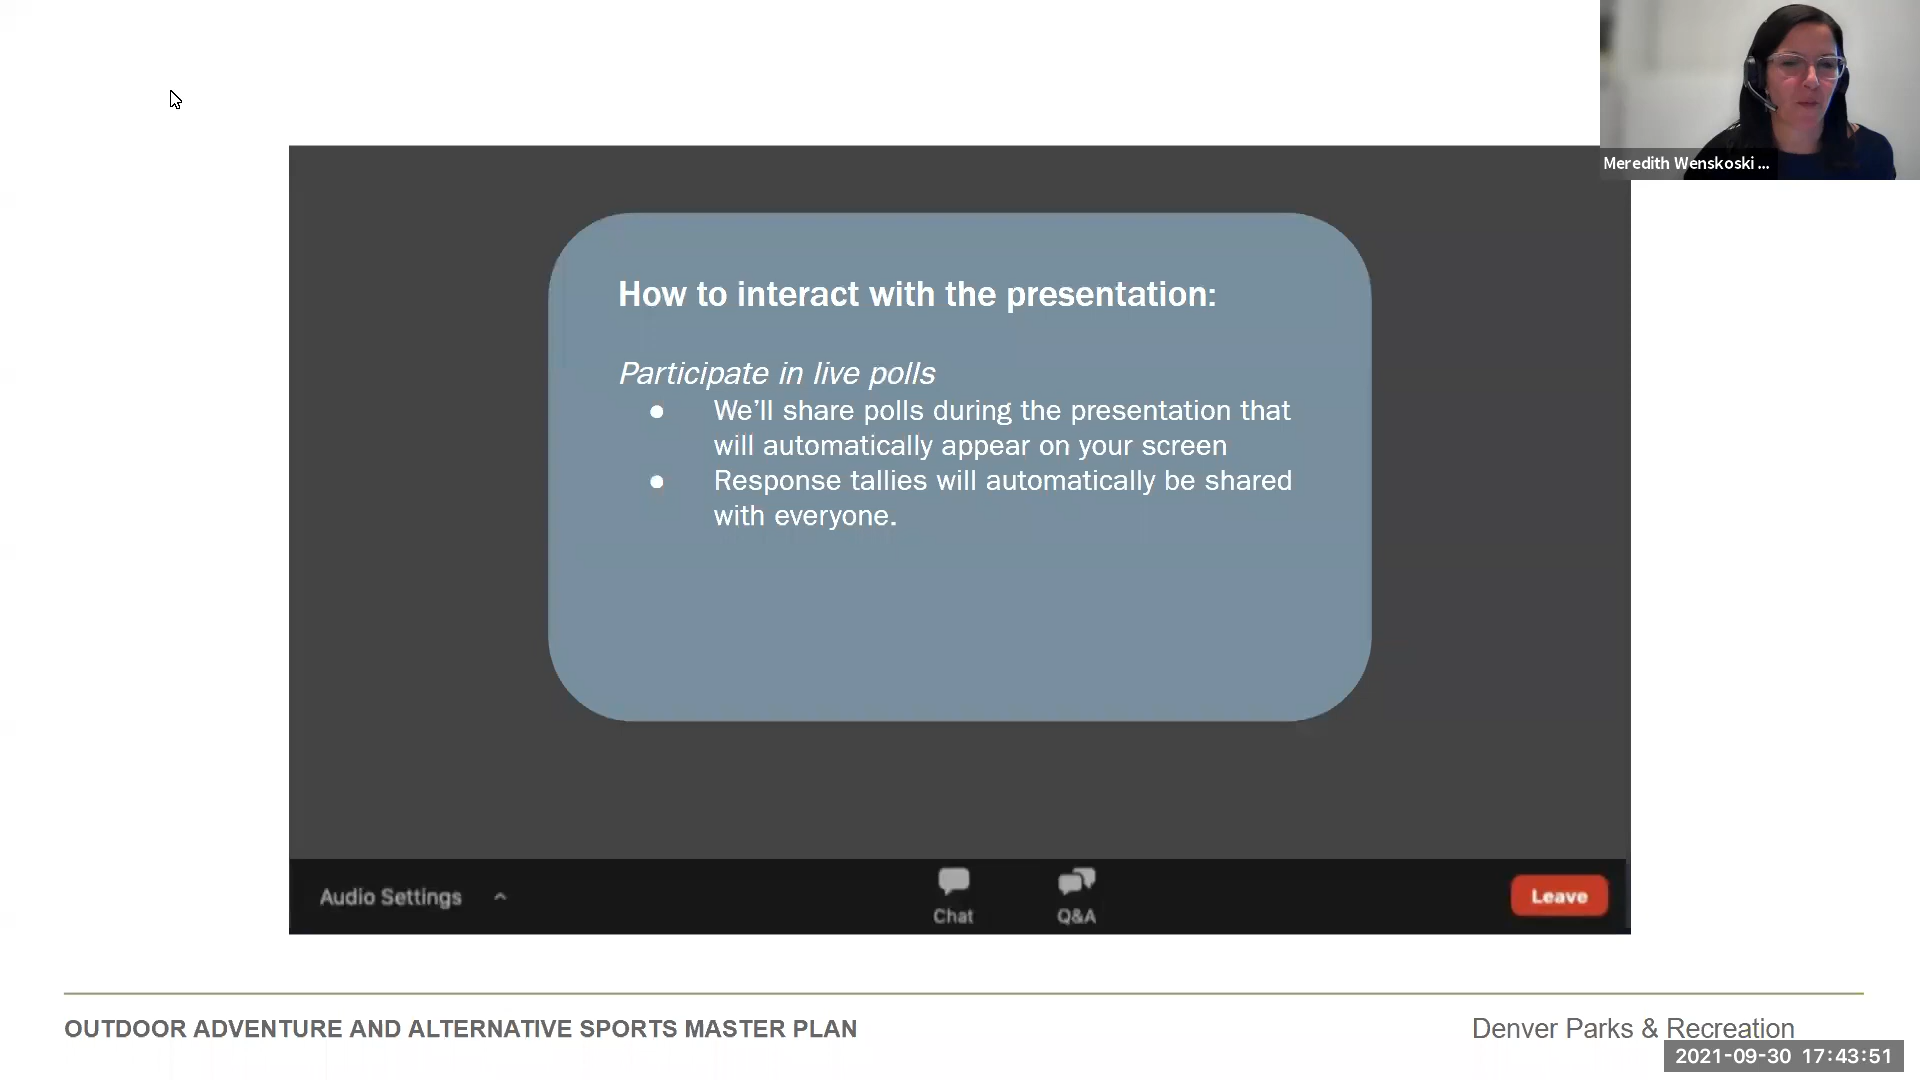 Meredith Wenskoski ...
How to interact with the presentation:
Participate in live polls
● We’ll share polls during the presentation that
will automatically appear on your screen
● Response tallies will automatically be shared
with everyone.
Audio Settings
Chat
Q&A
Leave
OUTDOOR ADVENTURE AND ALTERNATIVE SPORTS MASTER PLAN
Denver Parks & Recreation
2021-09-30 17:43:51